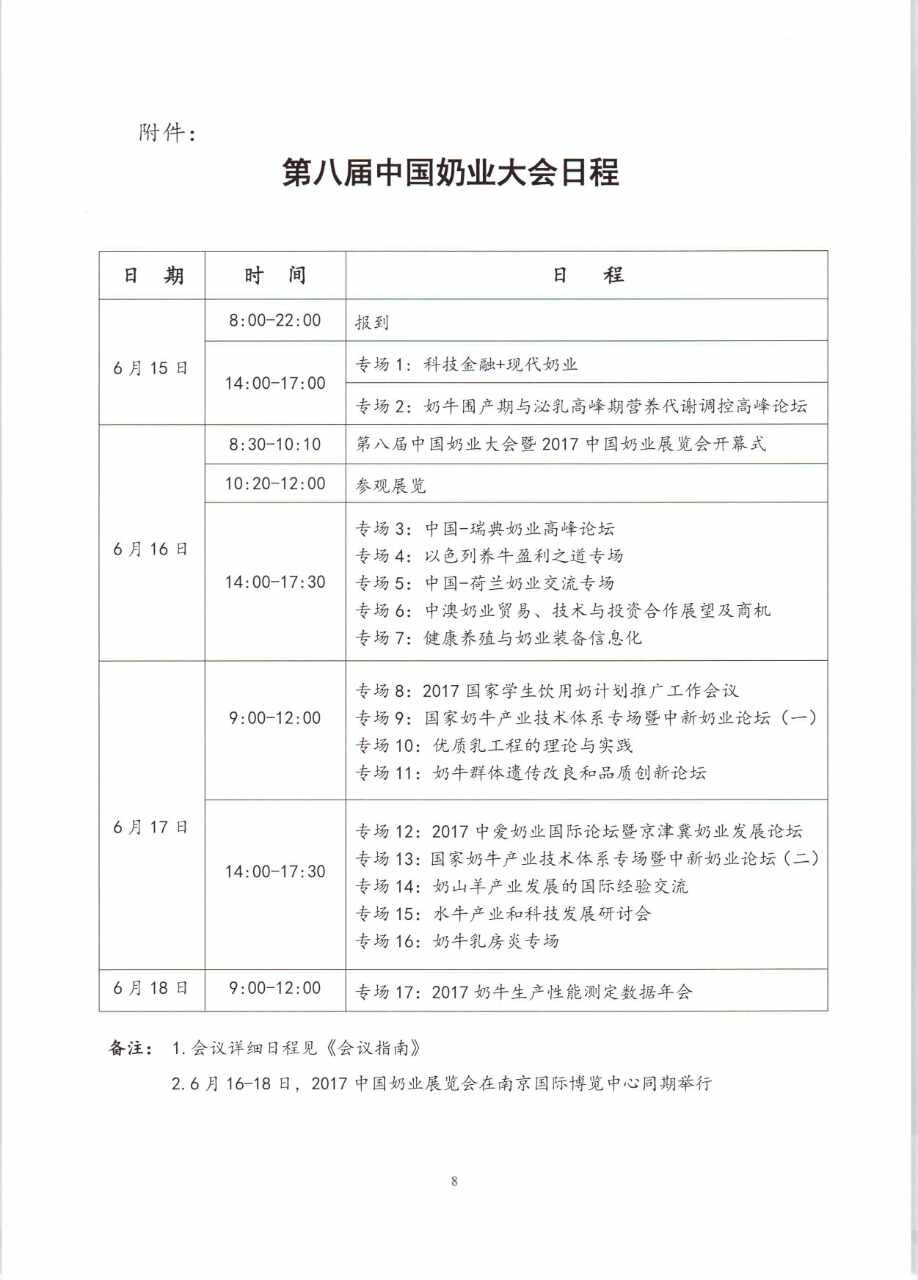 附件：
第八届中国奶业大会日程
日 期 时 间 日 程
6月15日
8:00-22:00 报到
14:00-17:00
专场1：科技金融+现代奶业
专场2：奶牛围产期与泌乳高峰期营养代谢调控高峰论坛
6月16日
8:30-10:10 第八届中国奶业大会暨2017中国奶业展览会开幕式
10:20-12:00 参观展览
14:00-17:30
专场3：中国-瑞典奶业高峰论坛
专场4：以色列养牛盈利之道专场
专场5：中国-荷兰奶业交流专场
专场6：中澳奶业贸易、技术与投资合作展望及商机
专场7：健康养殖与奶业装备信息化
6月17日
9:00-12:00
专场8：2017国家学生饮用奶计划推广工作会议
专场9：国家奶牛产业技术体系专场暨中新奶业论坛（一）
专场10：优质乳工程的理论与实践
专场11：奶牛群体遗传改良和品质创新论坛
14:00-17:30
专场12：2017中爱奶业国际论坛暨京津冀奶业发展论坛
专场13：国家奶牛产业技术体系专场暨中新奶业论坛（二）
专场14：奶山羊产业发展的国际经验交流
专场15：水牛产业和科技发展研讨会
专场16：奶牛乳房炎专场
6月18日 9:00-12:00 专场17：2017奶牛生产性能测定数据年会
备注： 1.会议详细日程见《会议指南》
2.6月16-18日，2017中国奶业展览会在南京国际博览中心同期举行
8